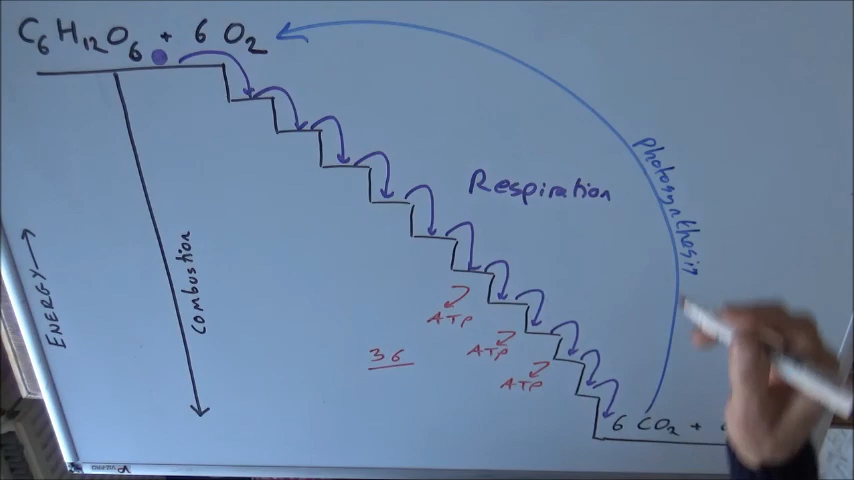 C6H12O6 + 6 O2
Photosynthesis
Respiration
Combustion
ENERGY →
ATP
36
ATP
ATP
6 CO2 +